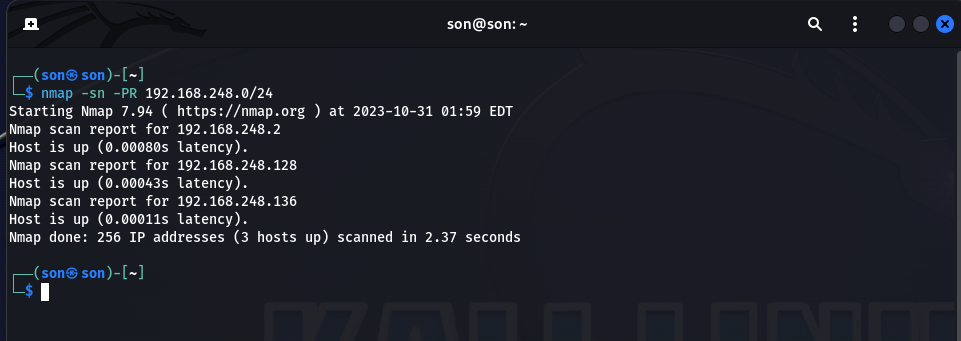 son@son: ~
┌──(son㉿son)-[~]
└─$ nmap -sn -PR 192.168.248.0/24
Starting Nmap 7.94 ( https://nmap.org ) at 2023-10-31 01:59 EDT
Nmap scan report for 192.168.248.2
Host is up (0.00080s latency).
Nmap scan report for 192.168.248.128
Host is up (0.00043s latency).
Nmap scan report for 192.168.248.136
Host is up (0.00011s latency).
Nmap done: 256 IP addresses (3 hosts up) scanned in 2.37 seconds
┌──(son㉿son)-[~]
└─$